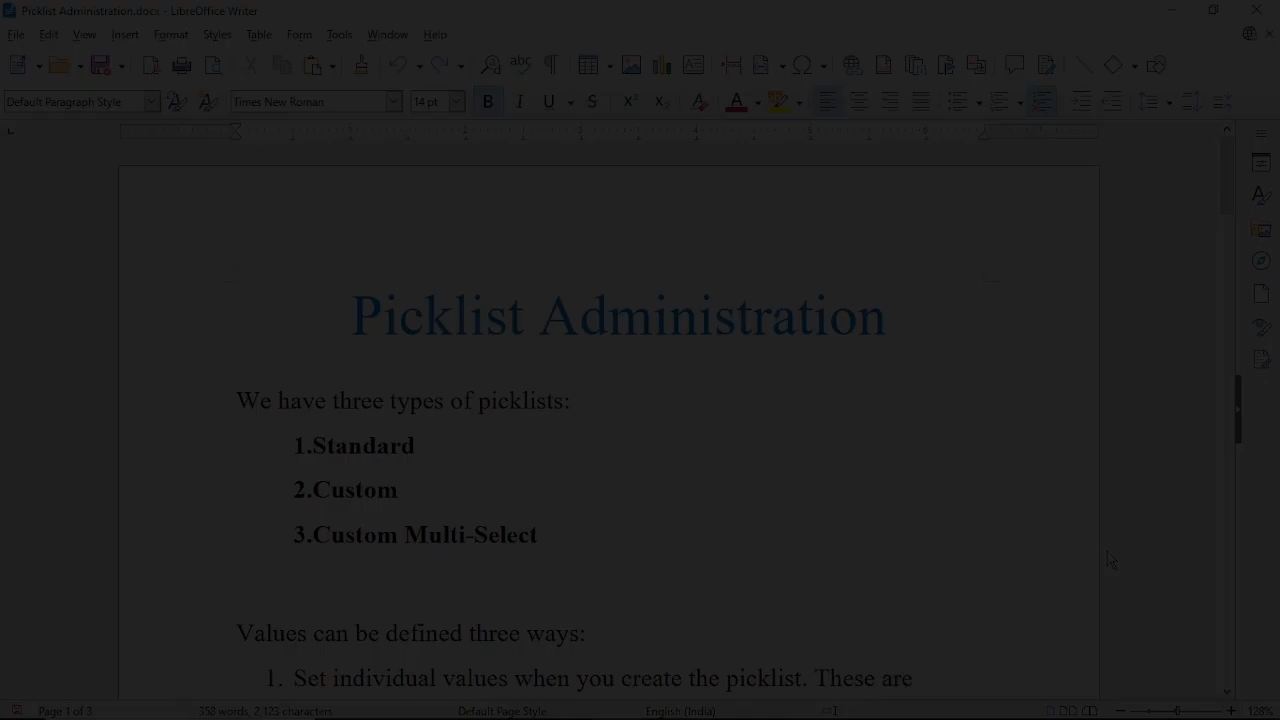 Picklist Administration.docx - LibreOffice Writer
File Edit View Insert Format Styles Table Form Tools Window Help
Default Paragraph Style Times New Roman 14 pt
Picklist Administration
We have three types of picklists:
1.Standard
2.Custom
3.Custom Multi-Select
Values can be defined three ways:
1. Set individual values when you create the picklist. These are
Page 1 of 3 358 words, 2,123 characters Default Page Style English (India) 128%